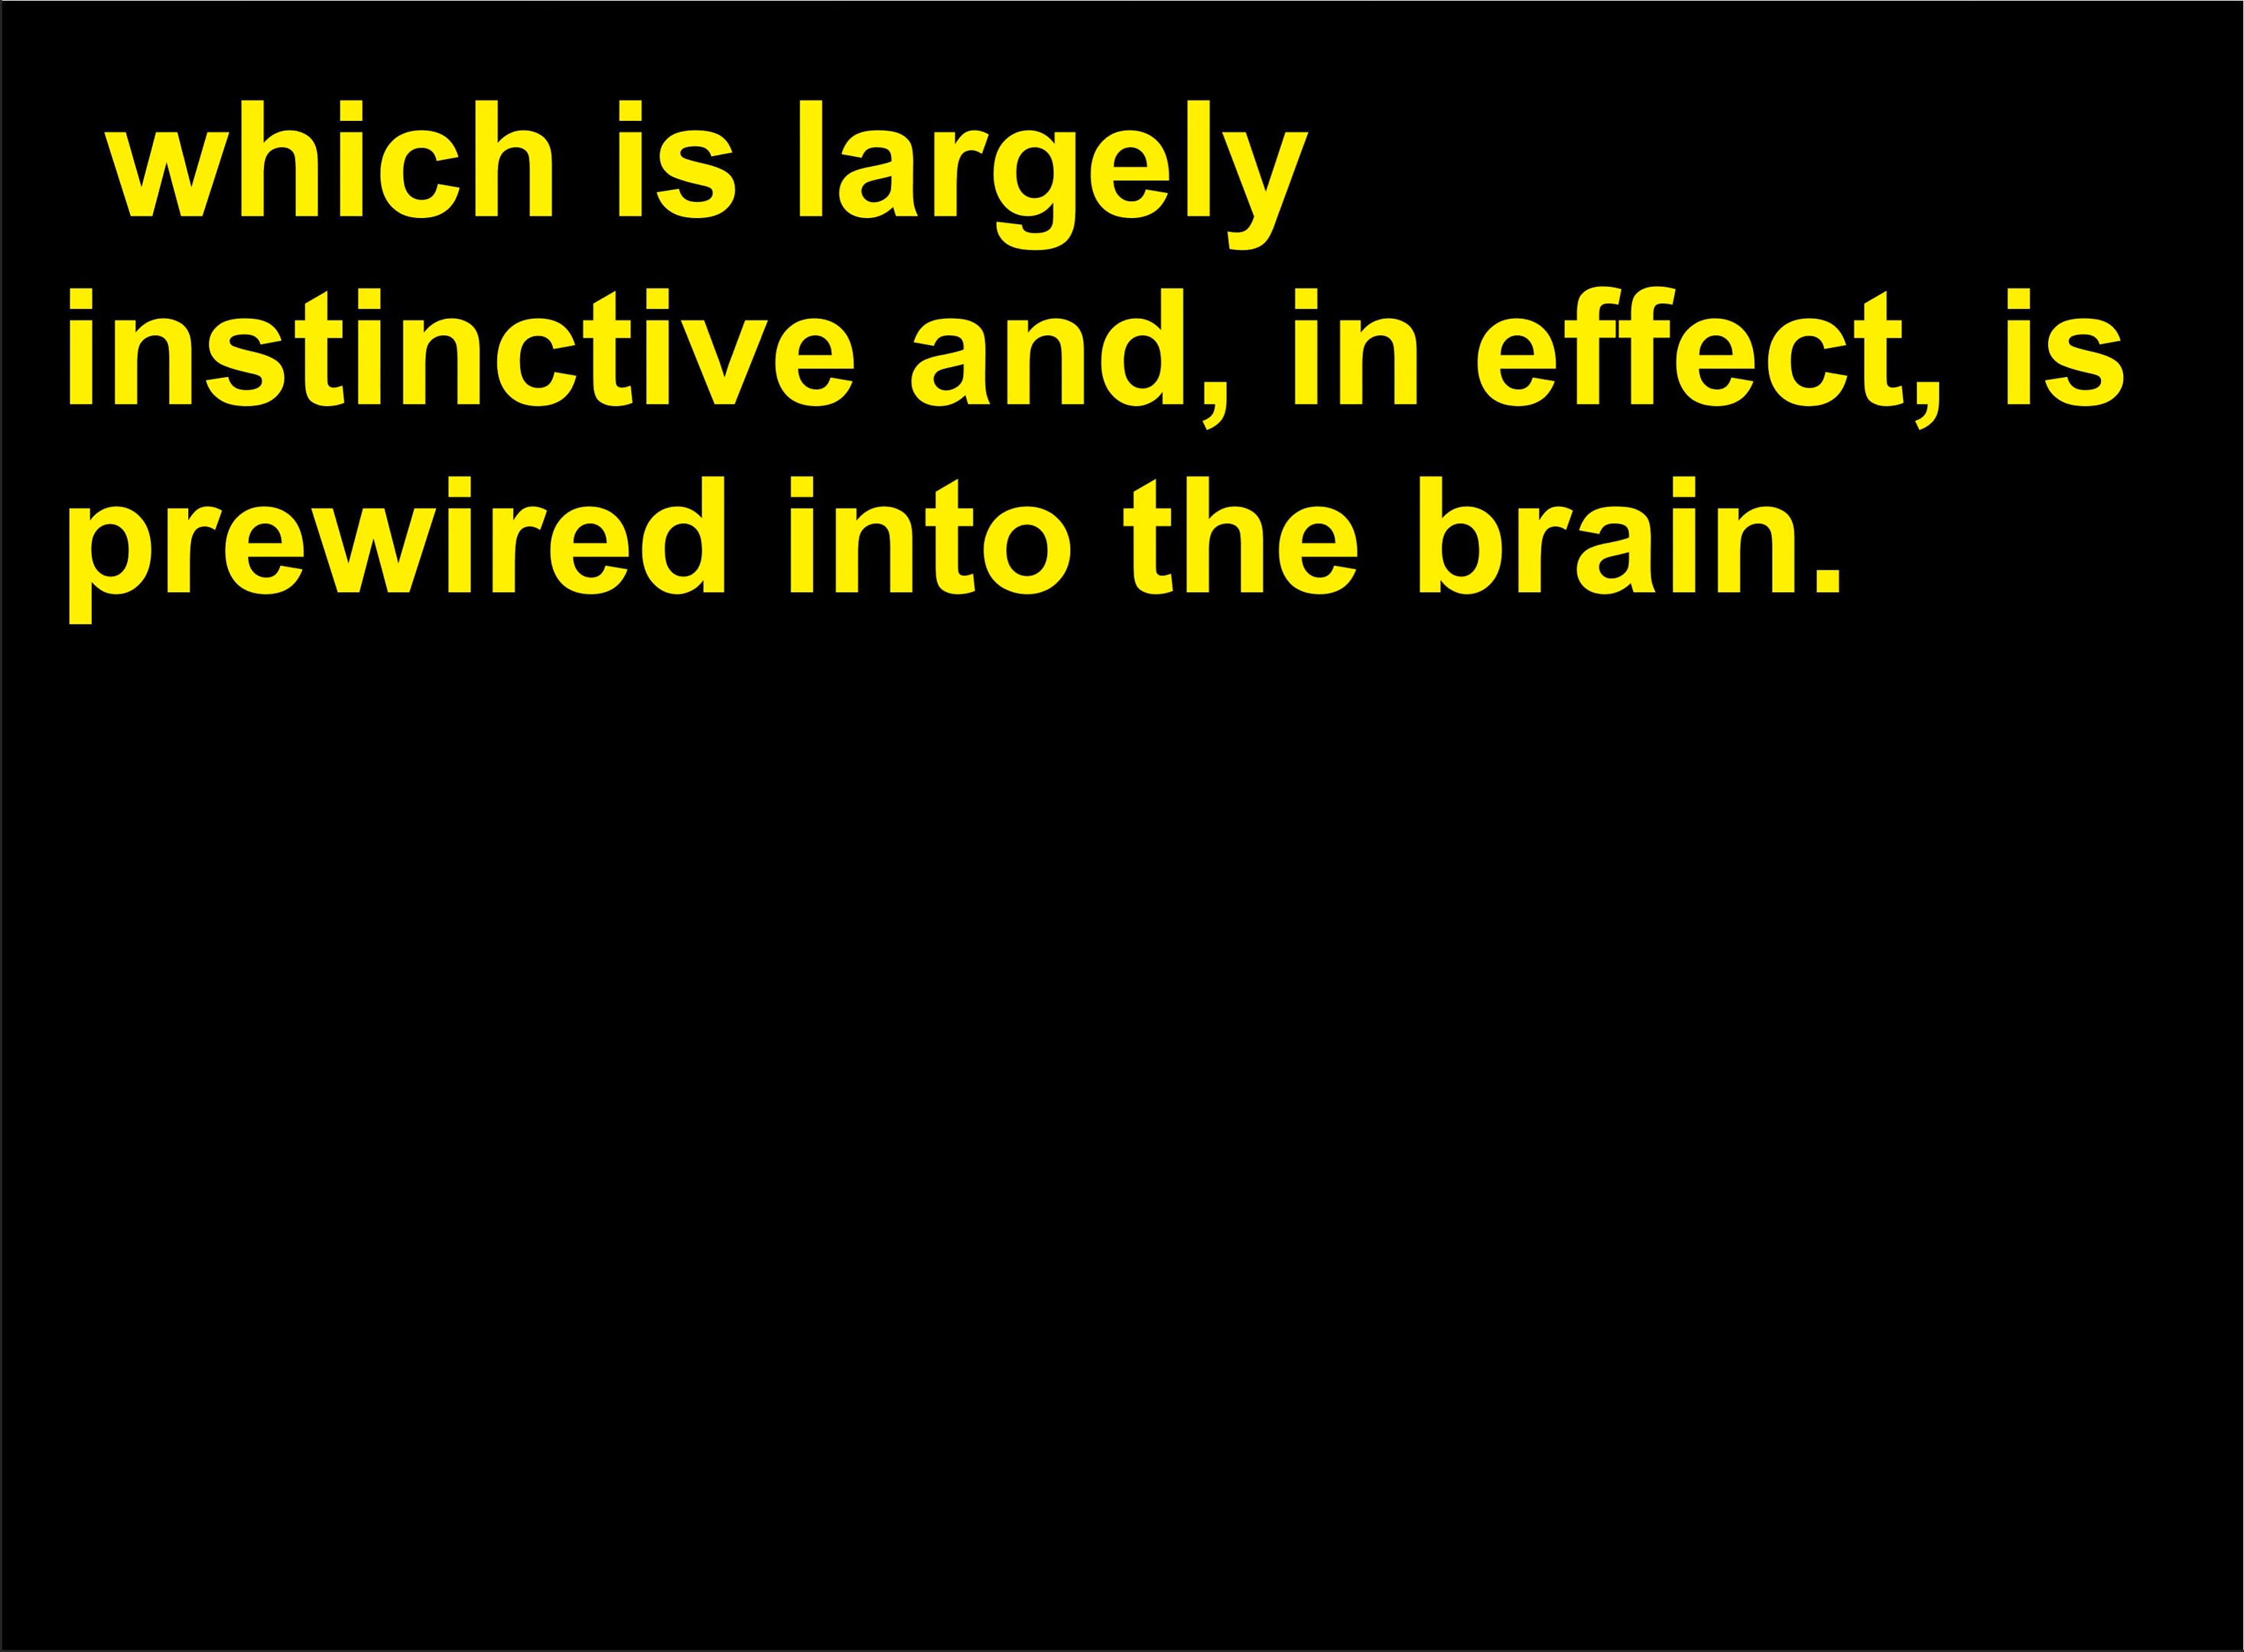 which is largely
instinctive and, in effect, is
prewired into the brain.